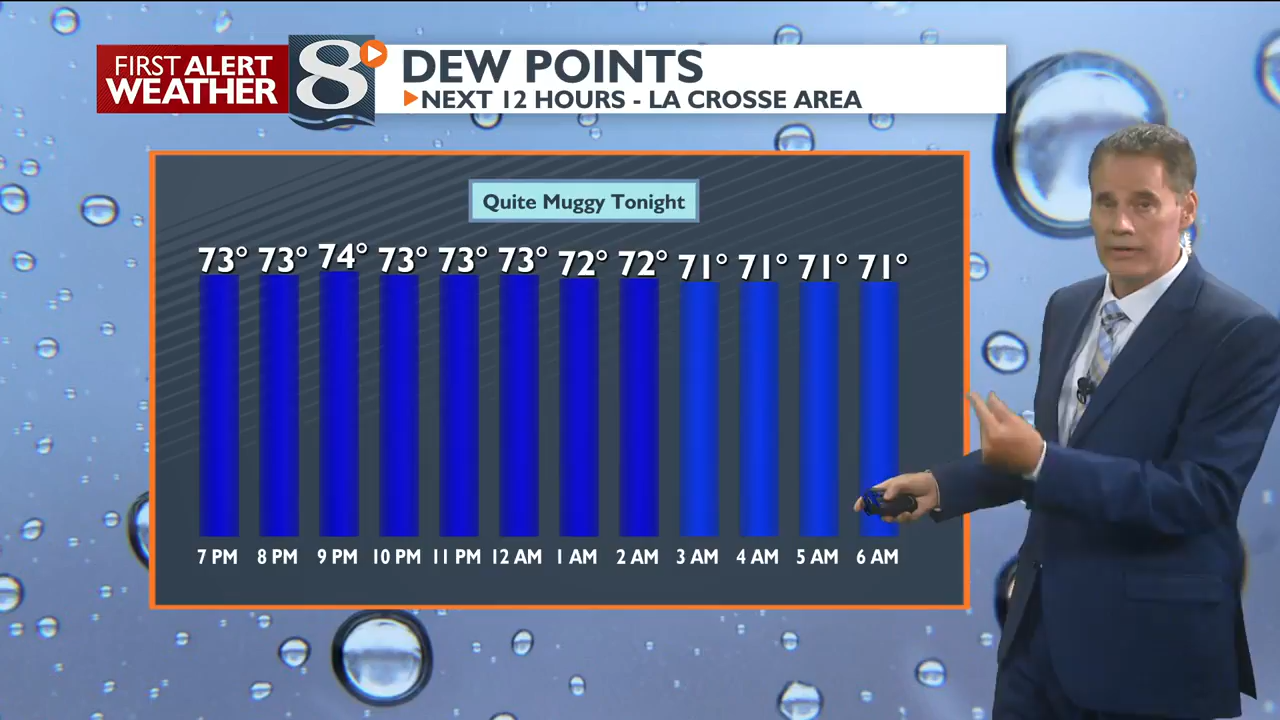 FIRST ALERT
WEATHER
8
DEW POINTS
NEXT 12 HOURS - LA CROSSE AREA
Quite Muggy Tonight
73° 73° 74° 73° 73° 73° 72° 72° 71° 71° 71° 71°
7 PM 8 PM 9 PM 10 PM 11 PM 12 AM 1 AM 2 AM 3 AM 4 AM 5 AM 6 AM